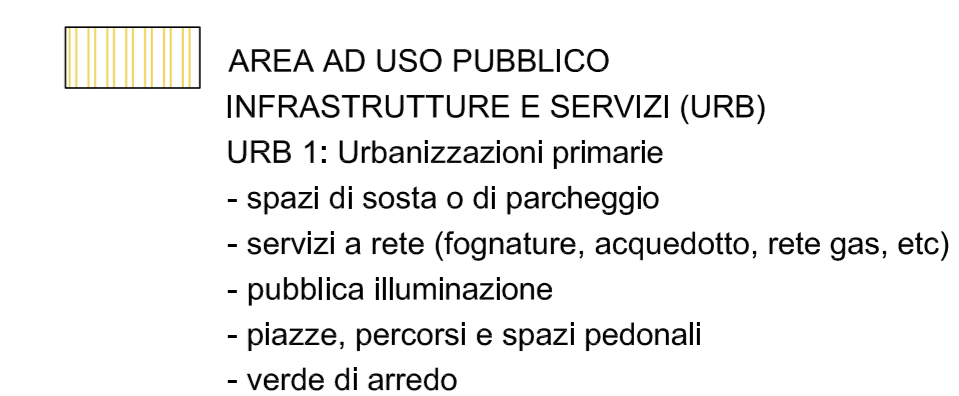 AREA AD USO PUBBLICO
INFRASTRUTTURE E SERVIZI (URB)
URB 1: Urbanizzazioni primarie
- spazi di sosta o di parcheggio
- servizi a rete (fognature, acquedotto, rete gas, etc)
- pubblica illuminazione
- piazze, percorsi e spazi pedonali
- verde di arredo